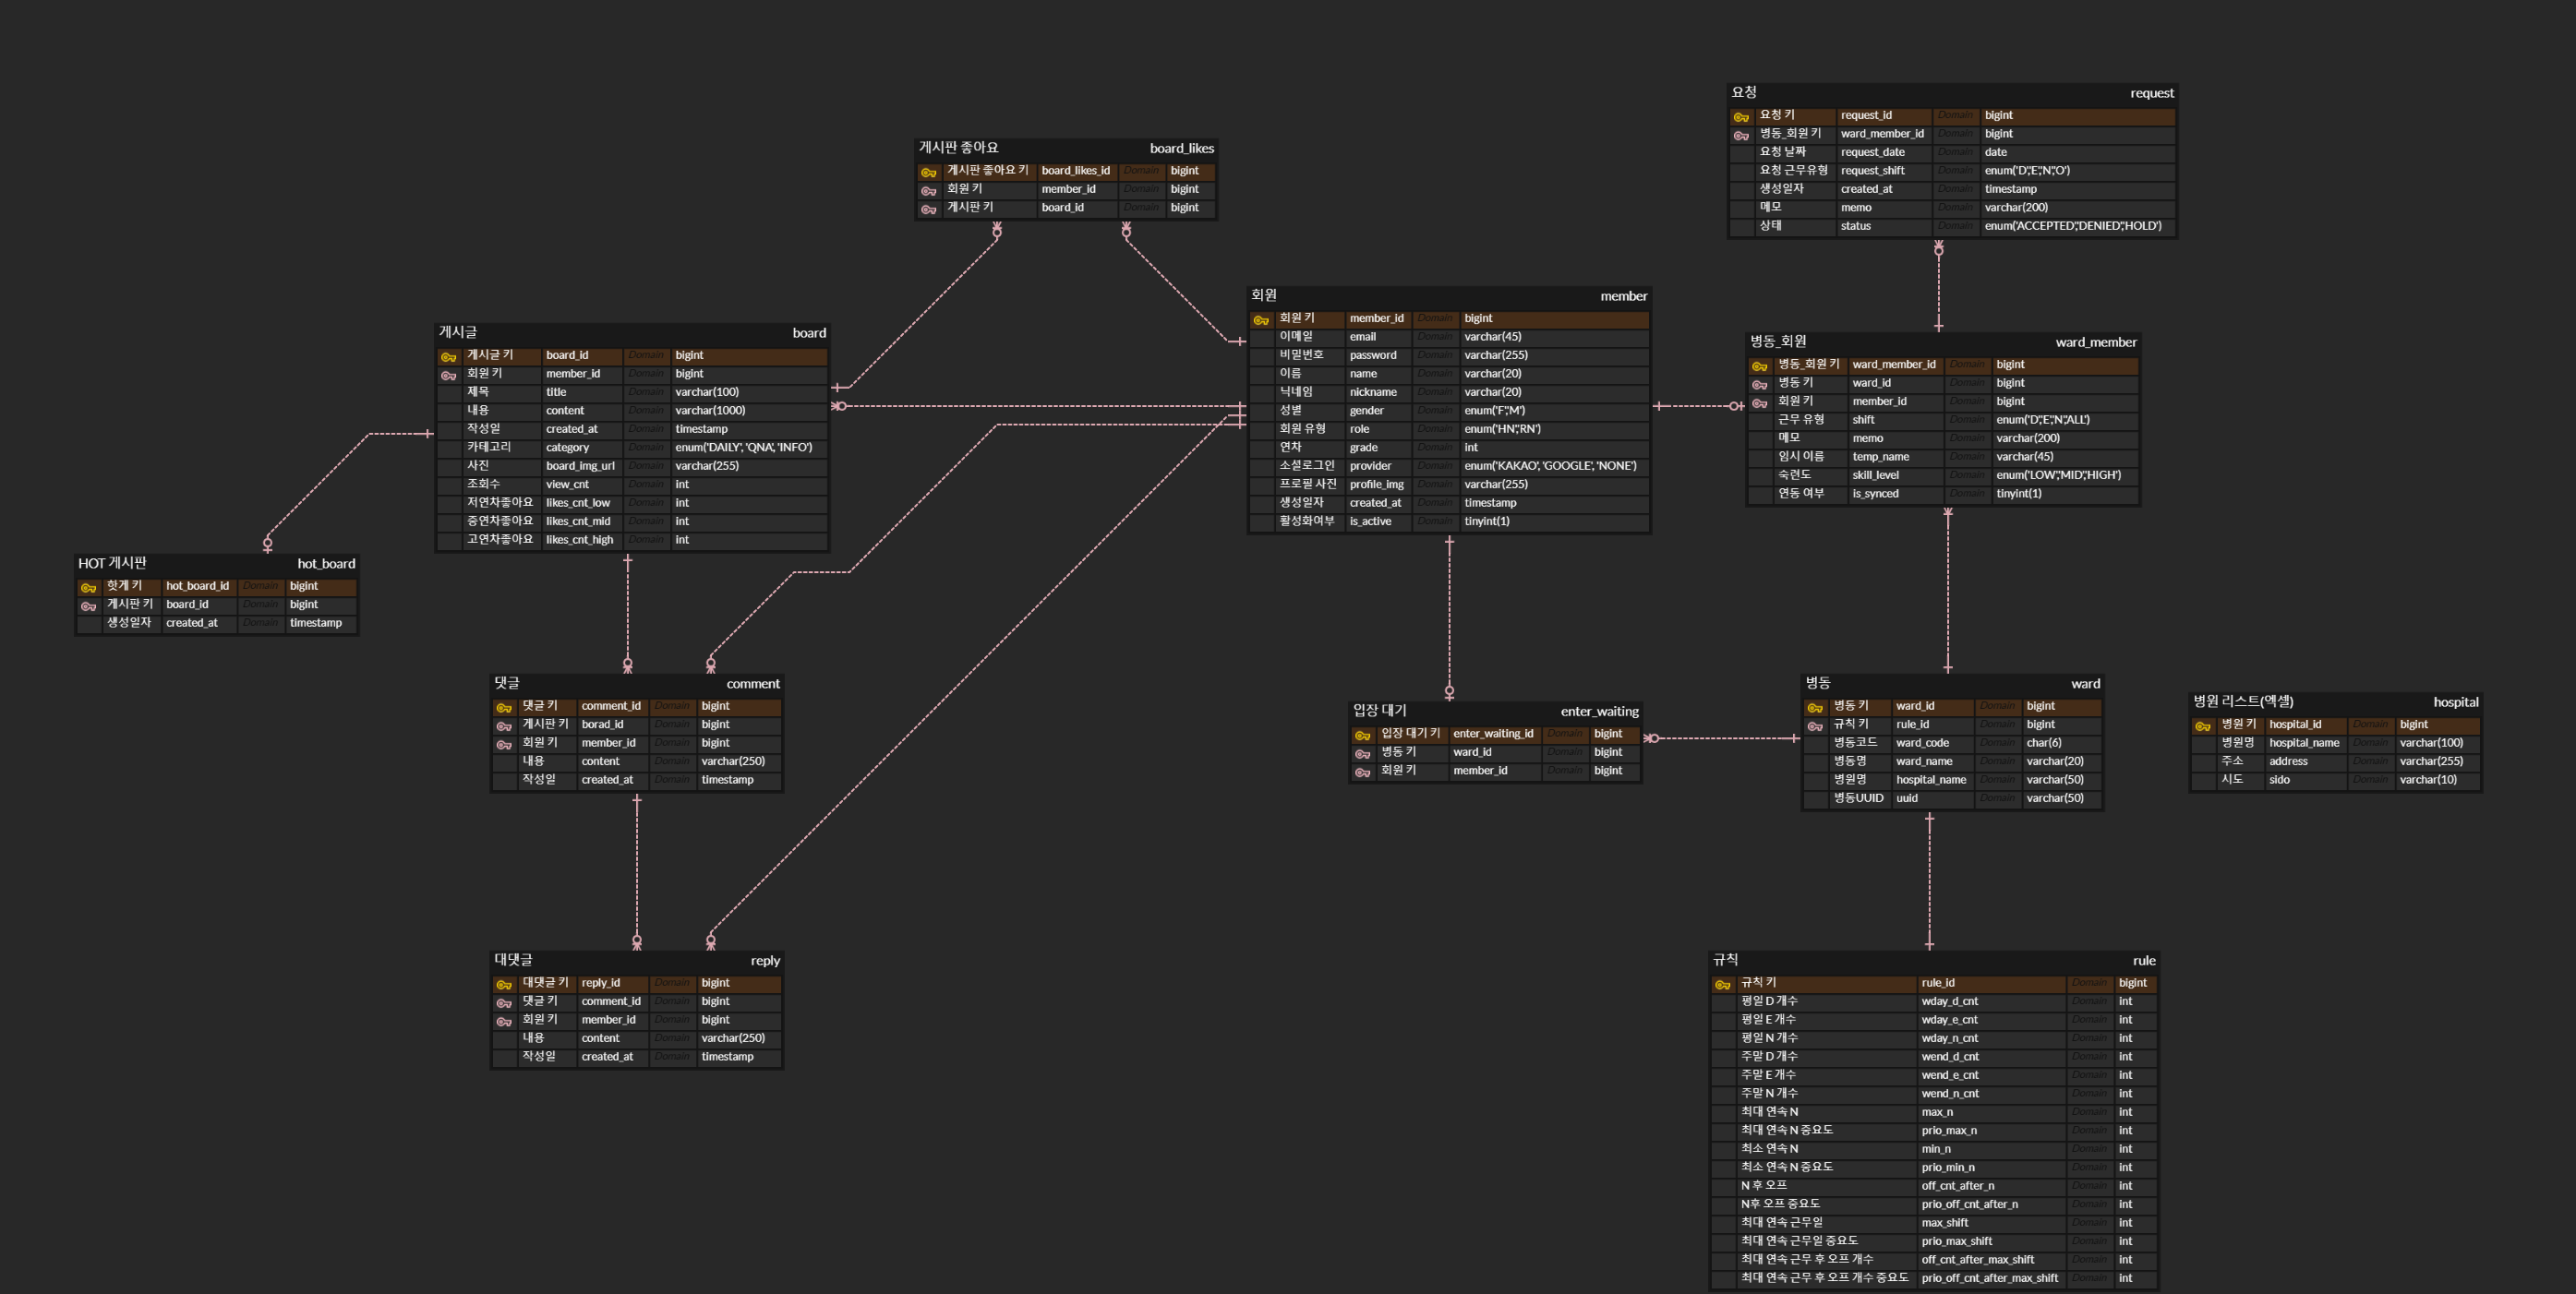 요청 request
요청 키 request_id Domain bigint
병동_회원 키 ward_member_id Domain bigint
요청 날짜 request_date Domain date
요청 근무유형 request_shift Domain enum('D','E','N','O')
생성일자 created_at Domain timestamp
메모 memo Domain varchar(200)
상태 status Domain enum('ACCEPTED','DENIED','HOLD')
게시판 좋아요 board_likes
게시판 좋아요 키 board_likes_id Domain bigint
회원 키 member_id Domain bigint
게시판 키 board_id Domain bigint
회원 member
회원 키 member_id Domain bigint
이메일 email Domain varchar(45)
비밀번호 password Domain varchar(255)
이름 name Domain varchar(20)
닉네임 nickname Domain varchar(20)
성별 gender Domain enum('F','M')
회원 유형 role Domain enum('HN','RN')
연차 grade Domain int
소셜로그인 provider Domain enum('KAKAO', 'GOOGLE', 'NONE')
프로필 사진 profile_img Domain varchar(255)
생성일자 created_at Domain timestamp
활성화여부 is_active Domain tinyint(1)
게시글 board
게시글 키 board_id Domain bigint
회원 키 member_id Domain bigint
제목 title Domain varchar(100)
내용 content Domain varchar(1000)
작성일 created_at Domain timestamp
카테고리 category Domain enum('DAILY', 'QNA', 'INFO')
사진 board_img_url Domain varchar(255)
조회수 view_cnt Domain int
저연차좋아요 likes_cnt_low Domain int
중연차좋아요 likes_cnt_mid Domain int
고연차좋아요 likes_cnt_high Domain int
병동_회원 ward_member
병동_회원 키 ward_member_id Domain bigint
병동 키 ward_id Domain bigint
회원 키 member_id Domain bigint
근무 유형 shift Domain enum('D','E','N','ALL')
메모 memo Domain varchar(200)
임시 이름 temp_name Domain varchar(45)
숙련도 skill_level Domain enum('LOW','MID','HIGH')
연동 여부 is_synced Domain tinyint(1)
HOT 게시판 hot_board
핫게 키 hot_board_id Domain bigint
게시판 키 board_id Domain bigint
생성일자 created_at Domain timestamp
댓글 comment
댓글 키 comment_id Domain bigint
게시판 키 borad_id Domain bigint
회원 키 member_id Domain bigint
내용 content Domain varchar(250)
작성일 created_at Domain timestamp
입장 대기 enter_waiting
입장 대기 키 enter_waiting_id Domain bigint
병동 키 ward_id Domain bigint
회원 키 member_id Domain bigint
병동 ward
병동 키 ward_id Domain bigint
규칙 키 rule_id Domain bigint
병동코드 ward_code Domain char(6)
병동명 ward_name Domain varchar(20)
병원명 hospital_name Domain varchar(50)
병동UUID uuid Domain varchar(50)
병원 리스트(엑셀) hospital
병원 키 hospital_id Domain bigint
병원명 hospital_name Domain varchar(100)
주소 address Domain varchar(255)
시도 sido Domain varchar(10)
대댓글 reply
대댓글 키 reply_id Domain bigint
댓글 키 comment_id Domain bigint
회원 키 member_id Domain bigint
내용 content Domain varchar(250)
작성일 created_at Domain timestamp
규칙 rule
규칙 키 rule_id Domain bigint
평일 D 개수 wday_d_cnt Domain int
평일 E 개수 wday_e_cnt Domain int
평일 N 개수 wday_n_cnt Domain int
주말 D 개수 wend_d_cnt Domain int
주말 E 개수 wend_e_cnt Domain int
주말 N 개수 wend_n_cnt Domain int
최대 연속 N max_n Domain int
최대 연속 N 중요도 prio_max_n Domain int
최소 연속 N min_n Domain int
최소 연속 N 중요도 prio_min_n Domain int
N 후 오프 off_cnt_after_n Domain int
N후 오프 중요도 prio_off_cnt_after_n Domain int
최대 연속 근무일 max_shift Domain int
최대 연속 근무일 중요도 prio_max_shift Domain int
최대 연속 근무 후 오프 개수 off_cnt_after_max_shift Domain int
최대 연속 근무 후 오프 개수 중요도 prio_off_cnt_after_max_shift Domain int